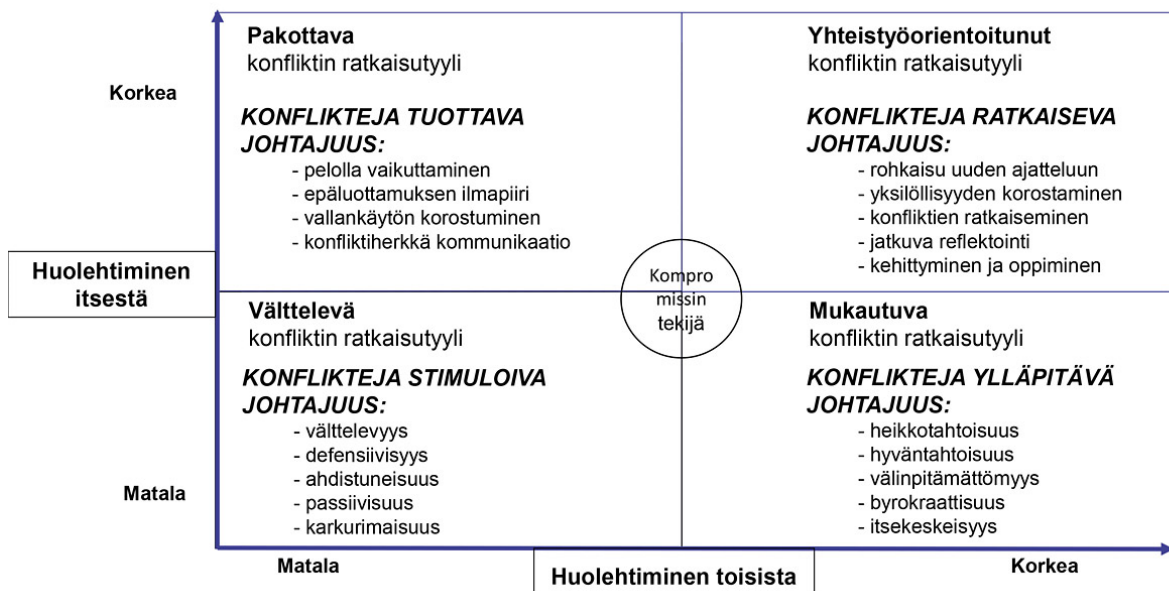 Pakottava
konfliktin ratkaisutyyli
KONFLIKTEJA TUOTTAVA
JOHTAJUUS:
- pelolla vaikuttaminen
- epäluottamuksen ilmapiiri
- vallankäytön korostuminen
- konfliktiherkkä kommunikaatio
Yhteistyöorientoitunut
konfliktin ratkaisutyyli
KONFLIKTEJA RATKAISEVA
JOHTAJUUS:
- rohkaisu uuden ajatteluun
- yksilöllisyyden korostaminen
- konfliktien ratkaiseminen
- jatkuva reflektointi
- kehittyminen ja oppiminen
Korkea
Huolehtiminen
itsestä
Kompro
missin
tekijä
Välttelevä
konfliktin ratkaisutyyli
KONFLIKTEJA STIMULOIVA
JOHTAJUUS:
- välttelevyys
- defensiivisyys
- ahdistuneisuus
- passiivisuus
- karkurimaisuus
Mukautuva
konfliktin ratkaisutyyli
KONFLIKTEJA YLLÄPITÄVÄ
JOHTAJUUS:
- heikkotahtoisuus
- hyväntahtoisuus
- välinpitämättömyys
- byrokraattisuus
- itsekeskeisyys
Matala
Matala
Huolehtiminen toisista
Korkea